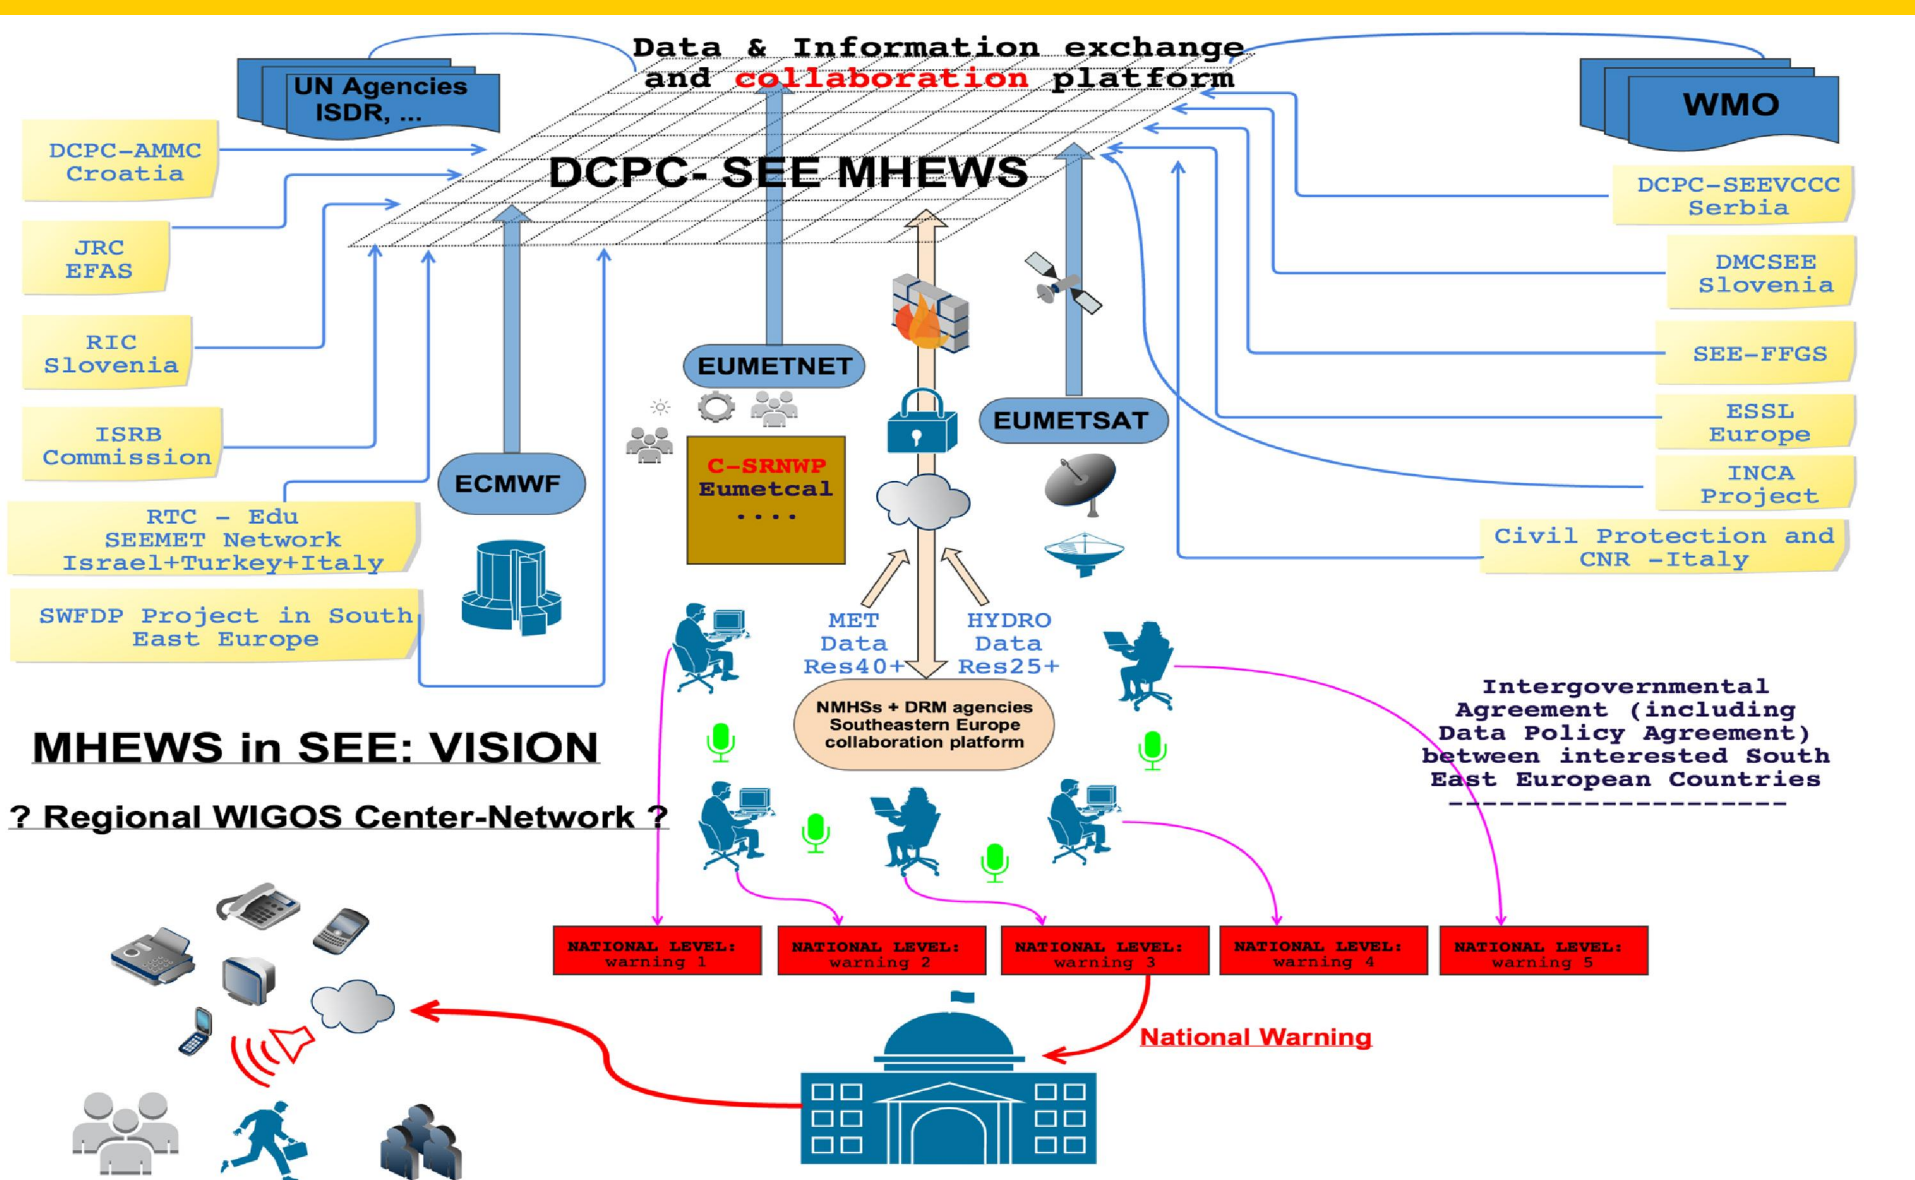 Data & Information exchange
and collaboration platform
UN Agencies
ISDR, ...
WMO
DCPC- SEE MHEWS
DCPC-AMMC
Croatia
JRC
EFAS
RIC
Slovenia
ISRB
Commission
RTC - Edu
SEEMET Network
Israel+Turkey+Italy
SWFDP Project in South
East Europe
ECMWF
EUMETNET
C-SRNWP
Eumetcal
....
EUMETSAT
DCPC-SEEVCCC
Serbia
DMCSEE
Slovenia
SEE-FFGS
ESSL
Europe
INCA
Project
Civil Protection and
CNR -Italy
MET
Data
Res40+
HYDRO
Data
Res25+
NMHSs + DRM agencies
Southeastern Europe
collaboration platform
Intergovernmental
Agreement (including
Data Policy Agreement)
between interested South
East European Countries
--------------------
MHEWS in SEE: VISION
? Regional WIGOS Center-Network ?
NATIONAL LEVEL:
warning 1
NATIONAL LEVEL:
warning 2
NATIONAL LEVEL:
warning 3
NATIONAL LEVEL:
warning 4
NATIONAL LEVEL:
warning 5
National Warning